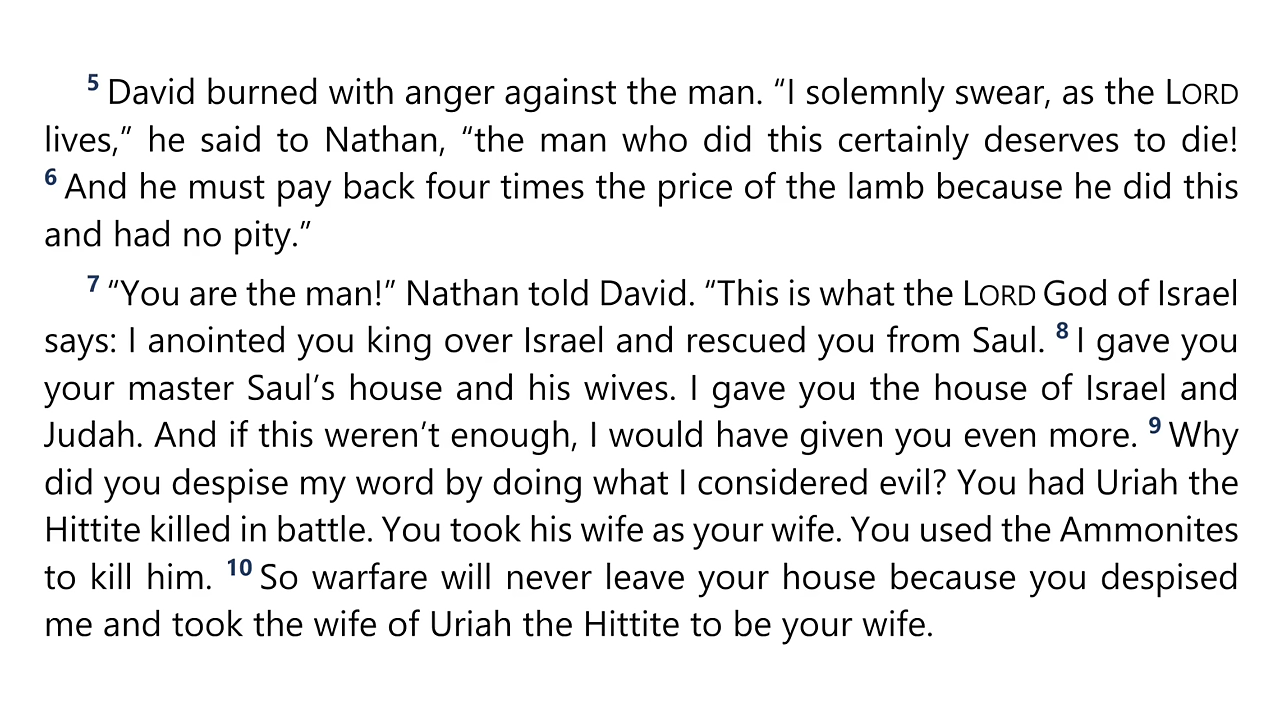 5 David burned with anger against the man. “I solemnly swear, as the LORD
lives,” he said to Nathan, “the man who did this certainly deserves to die!
6 And he must pay back four times the price of the lamb because he did this
and had no pity.”
7 “You are the man!” Nathan told David. “This is what the LORD God of Israel
says: I anointed you king over Israel and rescued you from Saul. 8 I gave you
your master Saul’s house and his wives. I gave you the house of Israel and
Judah. And if this weren’t enough, I would have given you even more. 9 Why
did you despise my word by doing what I considered evil? You had Uriah the
Hittite killed in battle. You took his wife as your wife. You used the Ammonites
to kill him. 10 So warfare will never leave your house because you despised
me and took the wife of Uriah the Hittite to be your wife.